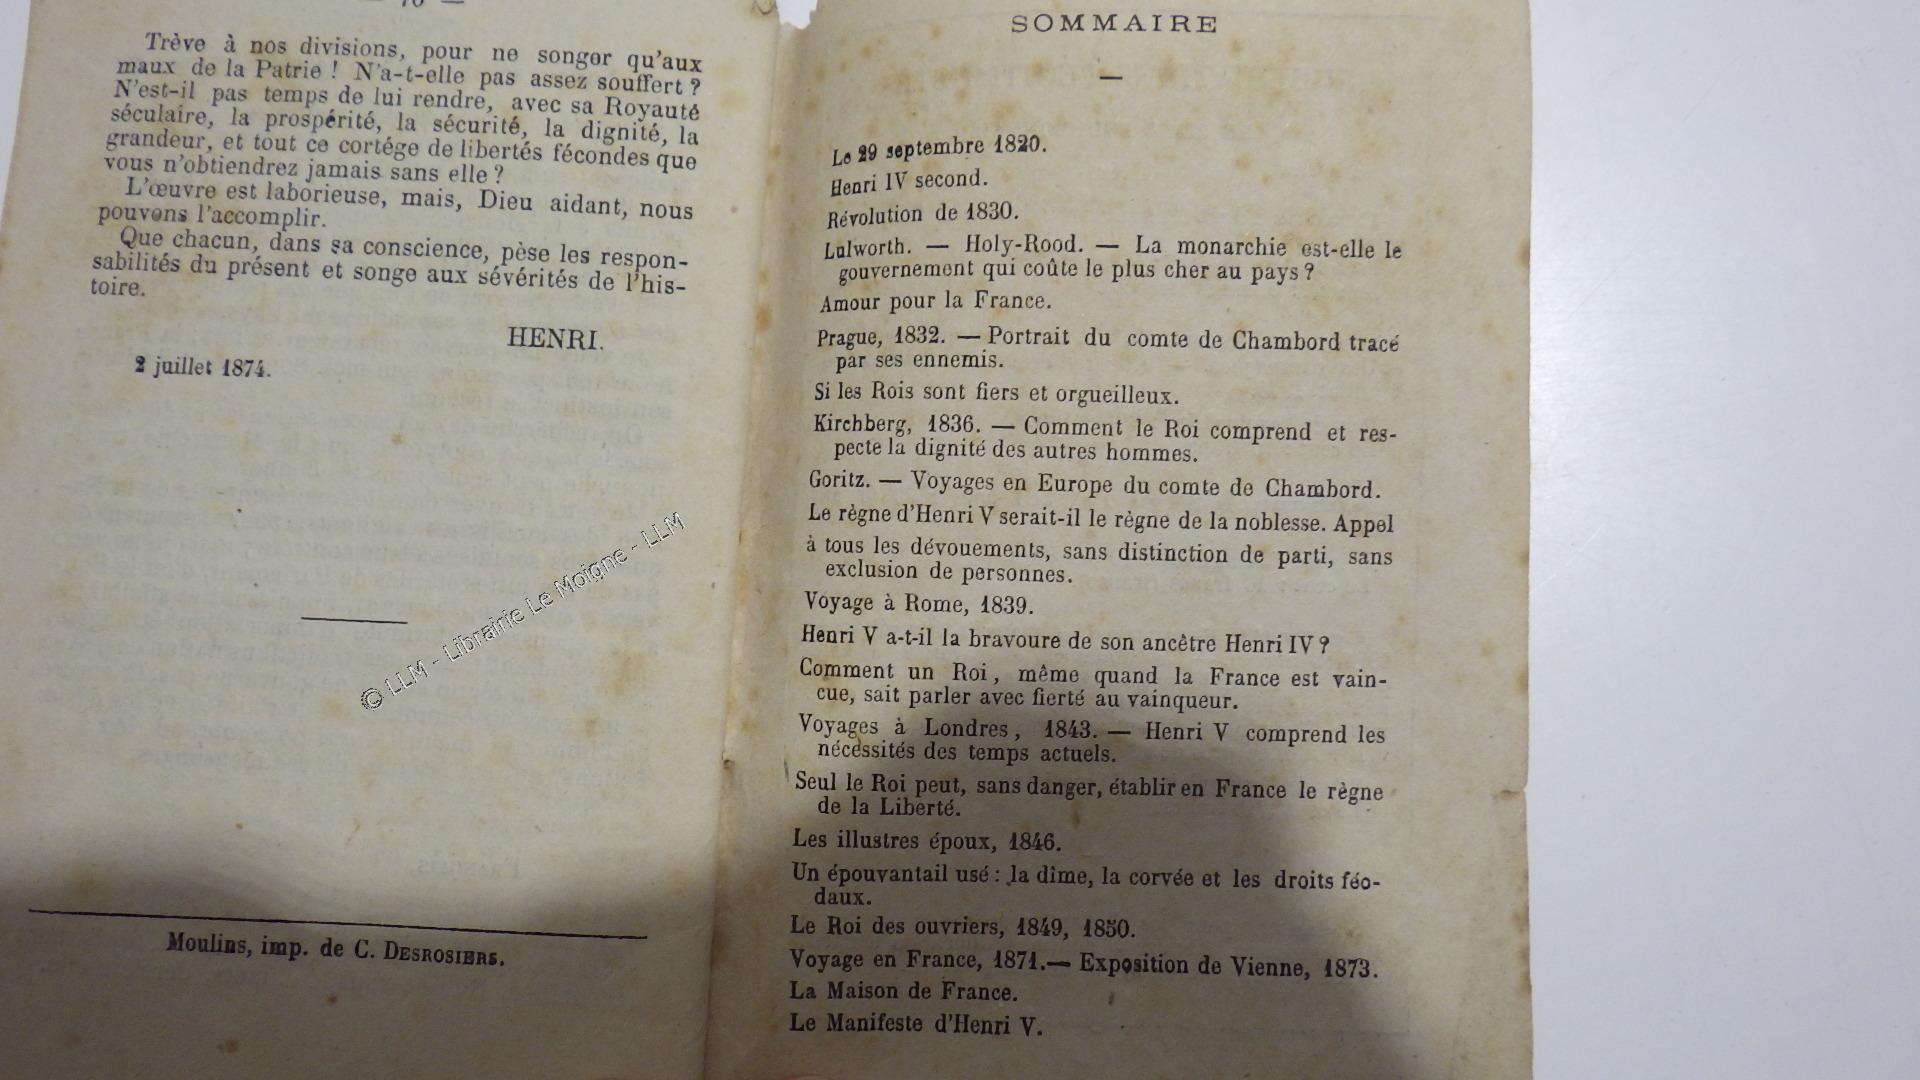 — 70 —
Trève à nos divisions, pour ne songer qu'aux
maux de la Patrie ! N'a-t-elle pas assez souffert ?
N'est-il pas temps de lui rendre, avec sa Royauté
séculaire, la prospérité, la sécurité, la dignité, la
grandeur, et tout ce cortége de libertés fécondes que
vous n'obtiendrez jamais sans elle ?
L'œuvre est laborieuse, mais, Dieu aidant, nous
pouvons l'accomplir.
Que chacun, dans sa conscience, pèse les respon-
sabilités du présent et songe aux sévérités de l'his-
toire.
HENRI.
2 juillet 1874.
© LLM - Librairie Le Moigne - LLM
Moulins, imp. de C. DESROSIERS.
SOMMAIRE
—
Le 29 septembre 1820.
Henri IV second.
Révolution de 1830.
Lulworth. — Holy-Rood. — La monarchie est-elle le
gouvernement qui coûte le plus cher au pays ?
Amour pour la France.
Prague, 1832. — Portrait du comte de Chambord tracé
par ses ennemis.
Si les Rois sont fiers et orgueilleux.
Kirchberg, 1836. — Comment le Roi comprend et res-
pecte la dignité des autres hommes.
Goritz. — Voyages en Europe du comte de Chambord.
Le règne d'Henri V serait-il le règne de la noblesse. Appel
à tous les dévouements, sans distinction de parti, sans
exclusion de personnes.
Voyage à Rome, 1839.
Henri V a-t-il la bravoure de son ancêtre Henri IV ?
Comment un Roi, même quand la France est vain-
cue, sait parler avec fierté au vainqueur.
Voyages à Londres, 1843. — Henri V comprend les
nécessités des temps actuels.
Seul le Roi peut, sans danger, établir en France le règne
de la Liberté.
Les illustres époux, 1846.
Un épouvantail usé : la dîme, la corvée et les droits féo-
daux.
Le Roi des ouvriers, 1849, 1850.
Voyage en France, 1871. — Exposition de Vienne, 1873.
La Maison de France.
Le Manifeste d'Henri V.